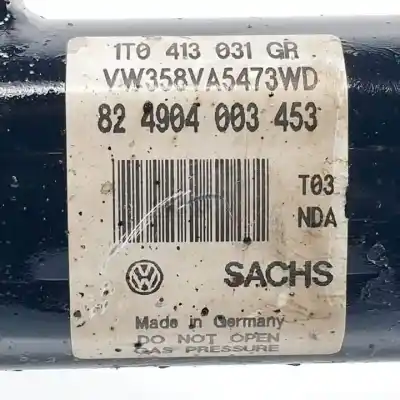 1T0 413 031 GR
VW358VA5473WD
82 4904 003 453
T03
NDA
VW
SACHS
Made in Germany
DO NOT OPEN
GAS PRESSURE